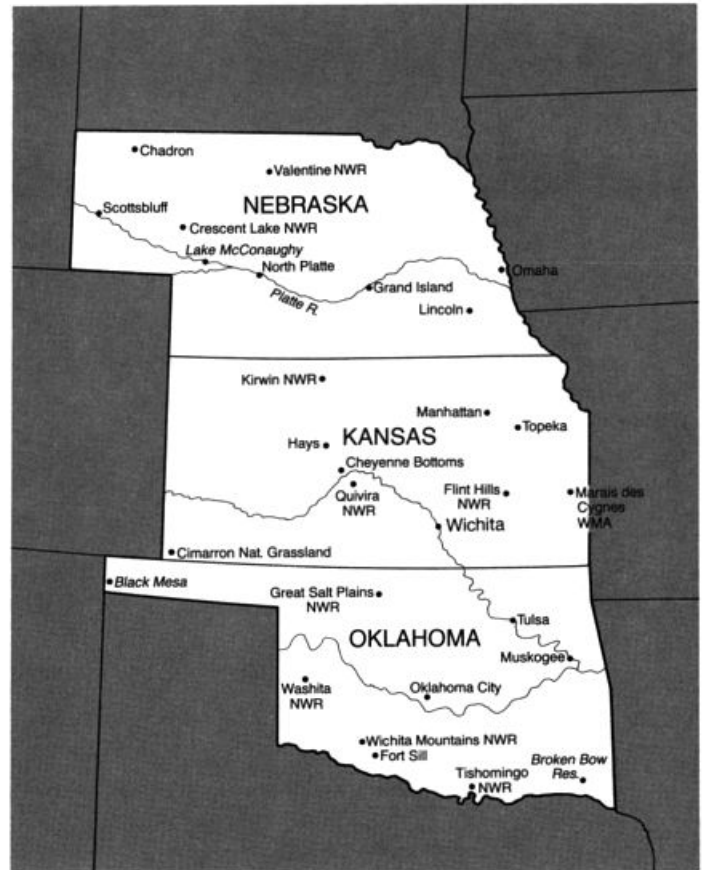 Chadron
Valentine NWR
Scottsbluff
NEBRASKA
Crescent Lake NWR
Lake McConaughy
North Platte
Omaha
Grand Island
Platte R.
Lincoln
Kirwin NWR
Manhattan
Topeka
Hays
KANSAS
Cheyenne Bottoms
Quivira
NWR
Flint Hills
NWR
Marais des
Cygnes
WMA
Wichita
Cimarron Nat. Grassland
Black Mesa
Great Salt Plains
NWR
Tulsa
OKLAHOMA
Muskogee
Washita
NWR
Oklahoma City
Wichita Mountains NWR
Fort Sill
Tishomingo
NWR
Broken Bow
Res.